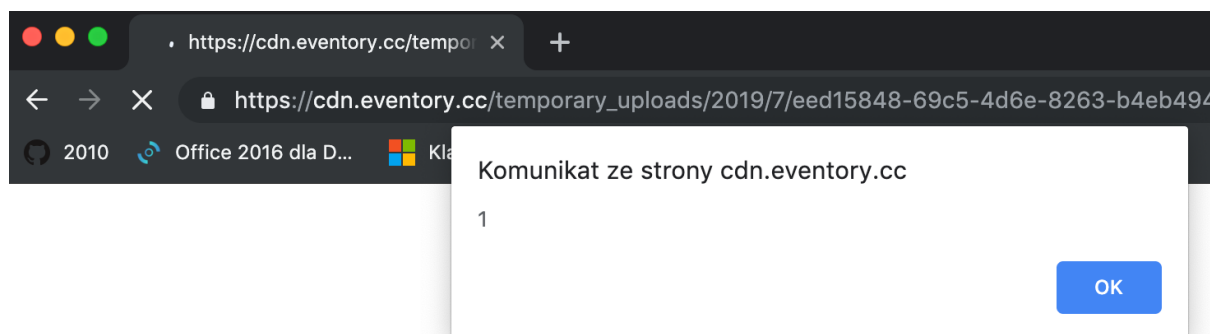 https://cdn.eventory.cc/tempor
https://cdn.eventory.cc/temporary_uploads/2019/7/eed15848-69c5-4d6e-8263-b4eb494
2010 Office 2016 dla D... Kla
Komunikat ze strony cdn.eventory.cc
1
OK